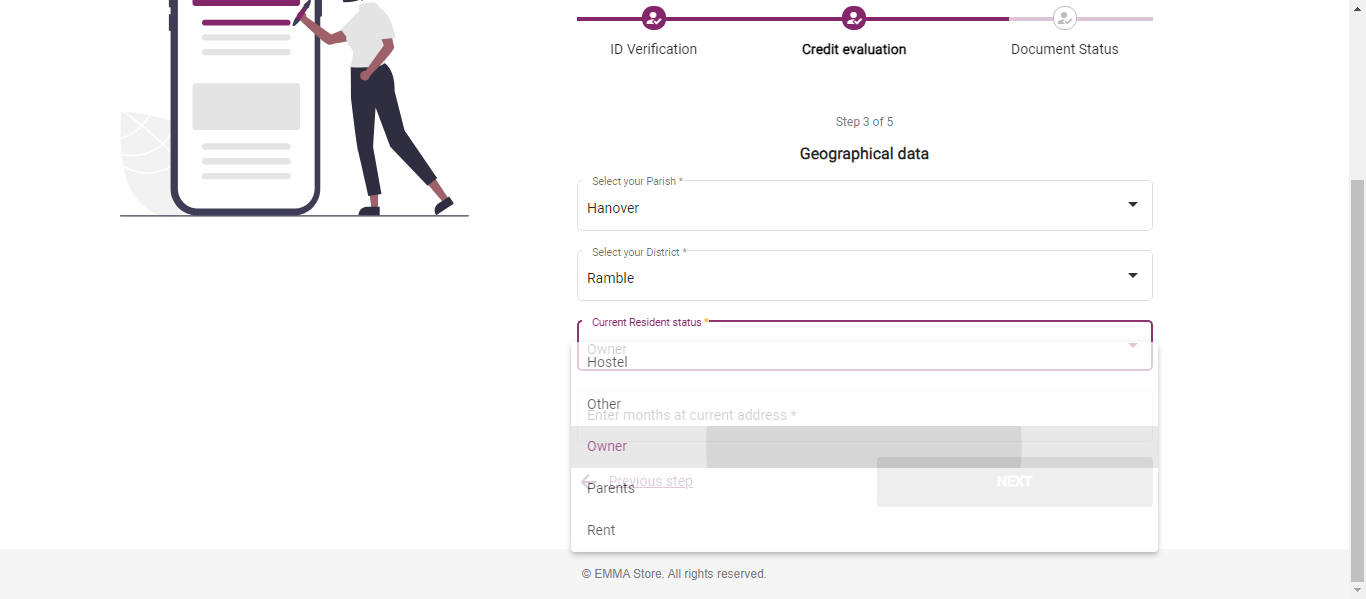 ID Verification
Credit evaluation
Document Status
Step 3 of 5
Geographical data
Select your Parish *
Hanover
Select your District *
Ramble
Current Resident status *
Owner
Hostel
Other
Enter months at current address *
Owner
Previous step
NEXT
Parents
Rent
© EMMA Store. All rights reserved.